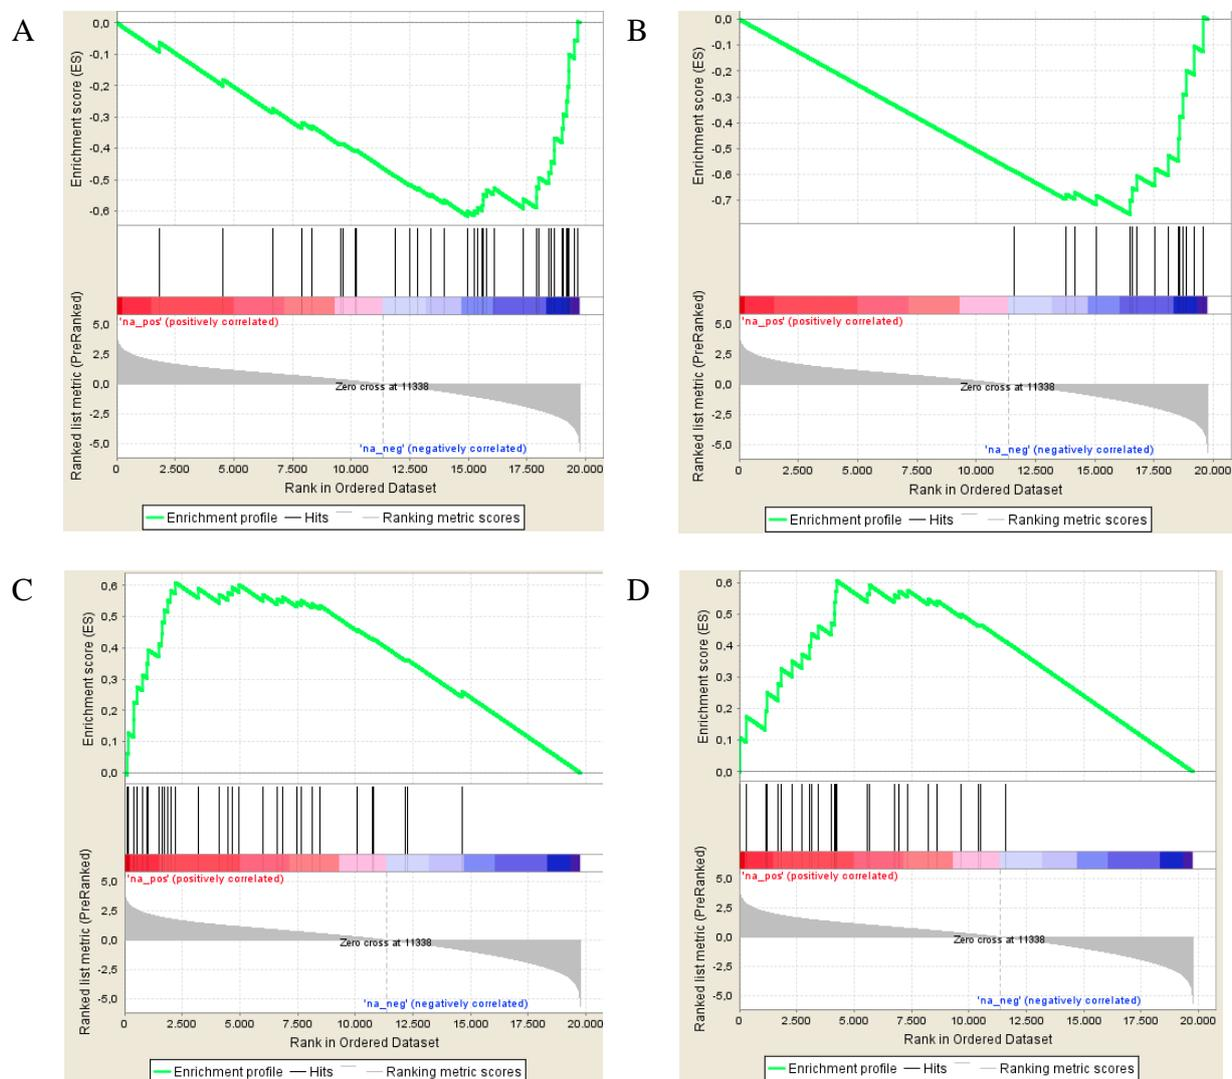 A
Enrichment score (ES)
0,0
-0,1
-0,2
-0,3
-0,4
-0,5
-0,6
'na_pos' (positively correlated)
Ranked list metric (PreRanked)
5,0
2,5
0,0
-2,5
-5,0
Zero cross at 11338
'na_neg' (negatively correlated)
0 2.500 5.000 7.500 10.000 12.500 15.000 17.500 20.000
Rank in Ordered Dataset
Enrichment profile Hits Ranking metric scores
B
Enrichment score (ES)
0,0
-0,1
-0,2
-0,3
-0,4
-0,5
-0,6
-0,7
'na_pos' (positively correlated)
Ranked list metric (PreRanked)
5,0
2,5
0,0
-2,5
-5,0
Zero cross at 11338
'na_neg' (negatively correlated)
0 2.500 5.000 7.500 10.000 12.500 15.000 17.500 20.000
Rank in Ordered Dataset
Enrichment profile Hits Ranking metric scores
C
Enrichment score (ES)
0,6
0,5
0,4
0,3
0,2
0,1
0,0
'na_pos' (positively correlated)
Ranked list metric (PreRanked)
5,0
2,5
0,0
-2,5
-5,0
Zero cross at 11338
'na_neg' (negatively correlated)
0 2.500 5.000 7.500 10.000 12.500 15.000 17.500 20.000
Rank in Ordered Dataset
Enrichment profile Hits Ranking metric scores
D
Enrichment score (ES)
0,6
0,5
0,4
0,3
0,2
0,1
0,0
'na_pos' (positively correlated)
Ranked list metric (PreRanked)
5,0
2,5
0,0
-2,5
-5,0
Zero cross at 11338
'na_neg' (negatively correlated)
0 2.500 5.000 7.500 10.000 12.500 15.000 17.500 20.000
Rank in Ordered Dataset
Enrichment profile Hits Ranking metric scores